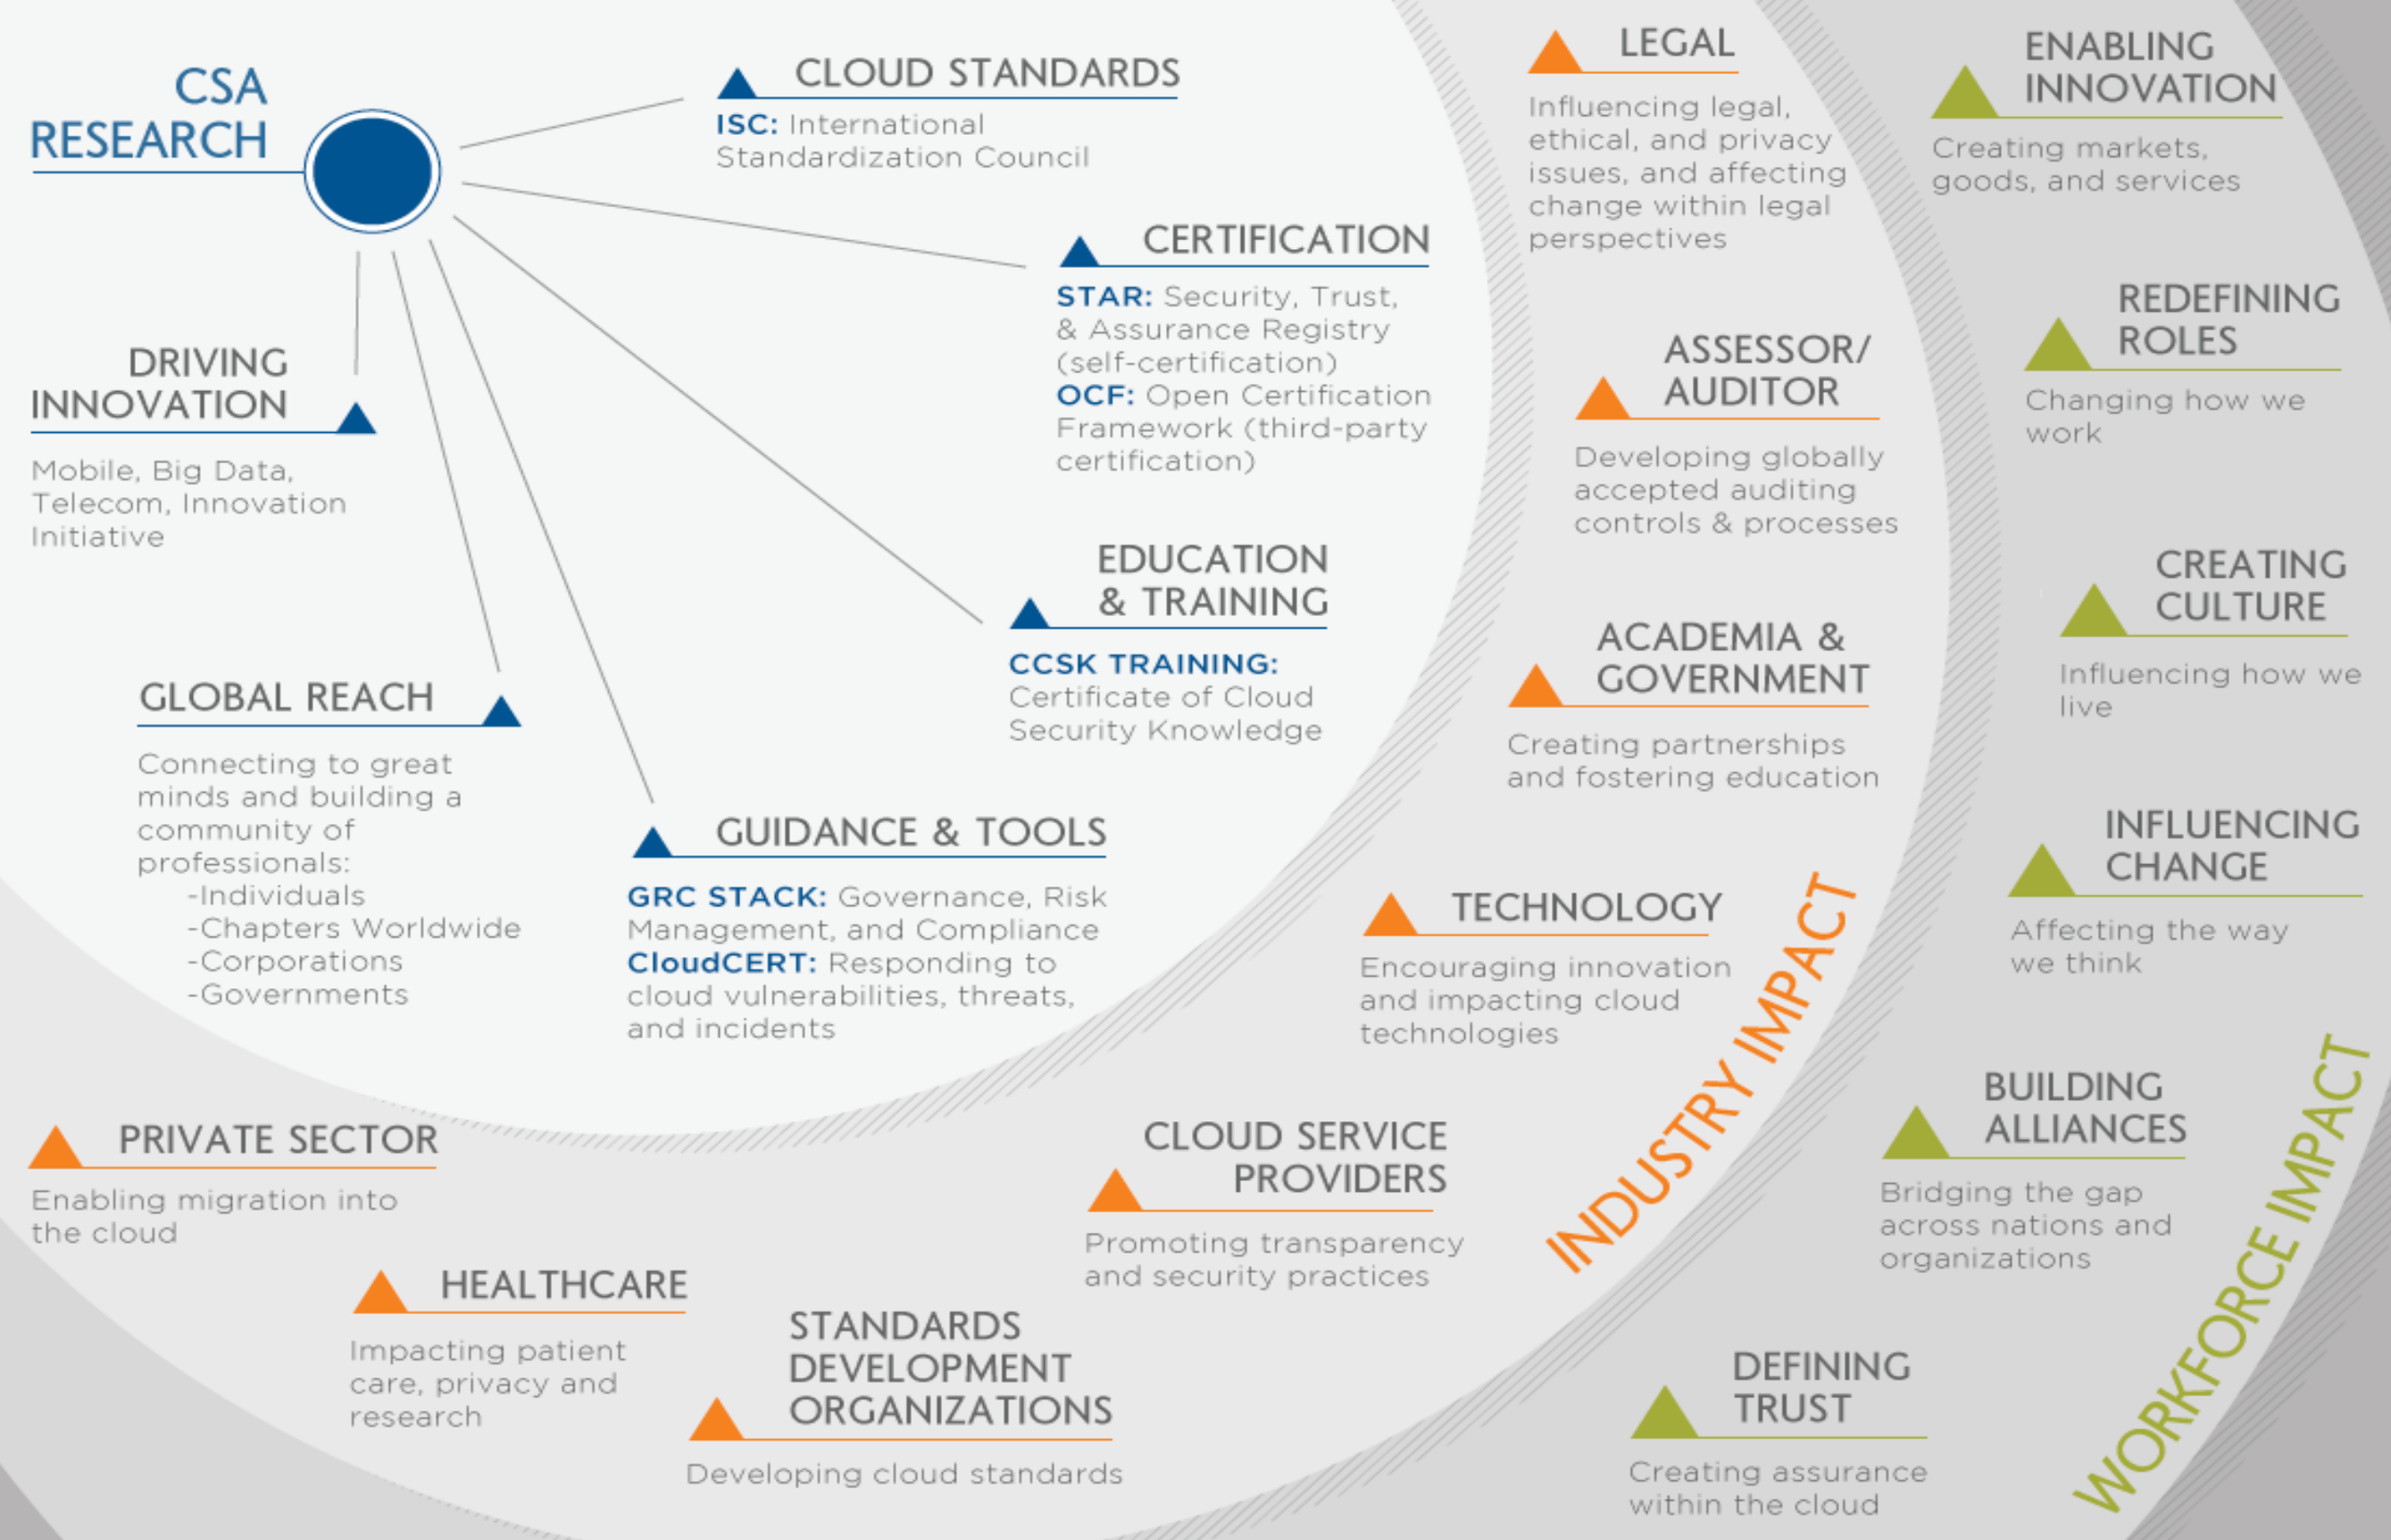 CSA
RESEARCH
CLOUD STANDARDS
ISC: International
Standardization Council
CERTIFICATION
STAR: Security, Trust,
& Assurance Registry
(self-certification)
OCF: Open Certification
Framework (third-party
certification)
DRIVING
INNOVATION
Mobile, Big Data,
Telecom, Innovation
Initiative
EDUCATION
& TRAINING
CCSK TRAINING:
Certificate of Cloud
Security Knowledge
GLOBAL REACH
Connecting to great
minds and building a
community of
professionals:
-Individuals
-Chapters Worldwide
-Corporations
-Governments
GUIDANCE & TOOLS
GRC STACK: Governance, Risk
Management, and Compliance
CloudCERT: Responding to
cloud vulnerabilities, threats,
and incidents
LEGAL
Influencing legal,
ethical, and privacy
issues, and affecting
change within legal
perspectives
ASSESSOR/
AUDITOR
Developing globally
accepted auditing
controls & processes
ACADEMIA &
GOVERNMENT
Creating partnerships
and fostering education
TECHNOLOGY
Encouraging innovation
and impacting cloud
technologies
CLOUD SERVICE
PROVIDERS
Promoting transparency
and security practices
STANDARDS
DEVELOPMENT
ORGANIZATIONS
Developing cloud standards
HEALTHCARE
Impacting patient
care, privacy and
research
PRIVATE SECTOR
Enabling migration into
the cloud
INDUSTRY IMPACT
ENABLING
INNOVATION
Creating markets,
goods, and services
REDEFINING
ROLES
Changing how we
work
CREATING
CULTURE
Influencing how we
live
INFLUENCING
CHANGE
Affecting the way
we think
BUILDING
ALLIANCES
Bridging the gap
across nations and
organizations
DEFINING
TRUST
Creating assurance
within the cloud
WORKFORCE IMPACT